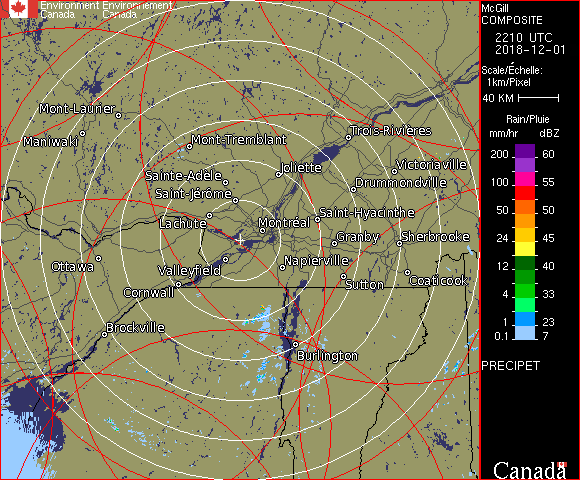 Environment Environnement
Canada Canada
McGill
COMPOSITE
2210 UTC
2018-12-01
Scale/Échelle:
1km/Pixel
40 KM
Rain/Pluie
mm/hr dBZ
200 60
100 55
50 50
24 45
12 40
4 33
1 23
0.1 7
PRECIPET
Canada
Mont-Laurier
Maniwaki
Mont-Tremblant
Trois-Rivières
Sainte-Adèle
Joliette
Victoriaville
Saint-Jérôme
Drummondville
Lachute
Montréal
Saint-Hyacinthe
Granby
Sherbrooke
Ottawa
Valleyfield
Napierville
Cornwall
Sutton
Coaticook
Brockville
Burlington